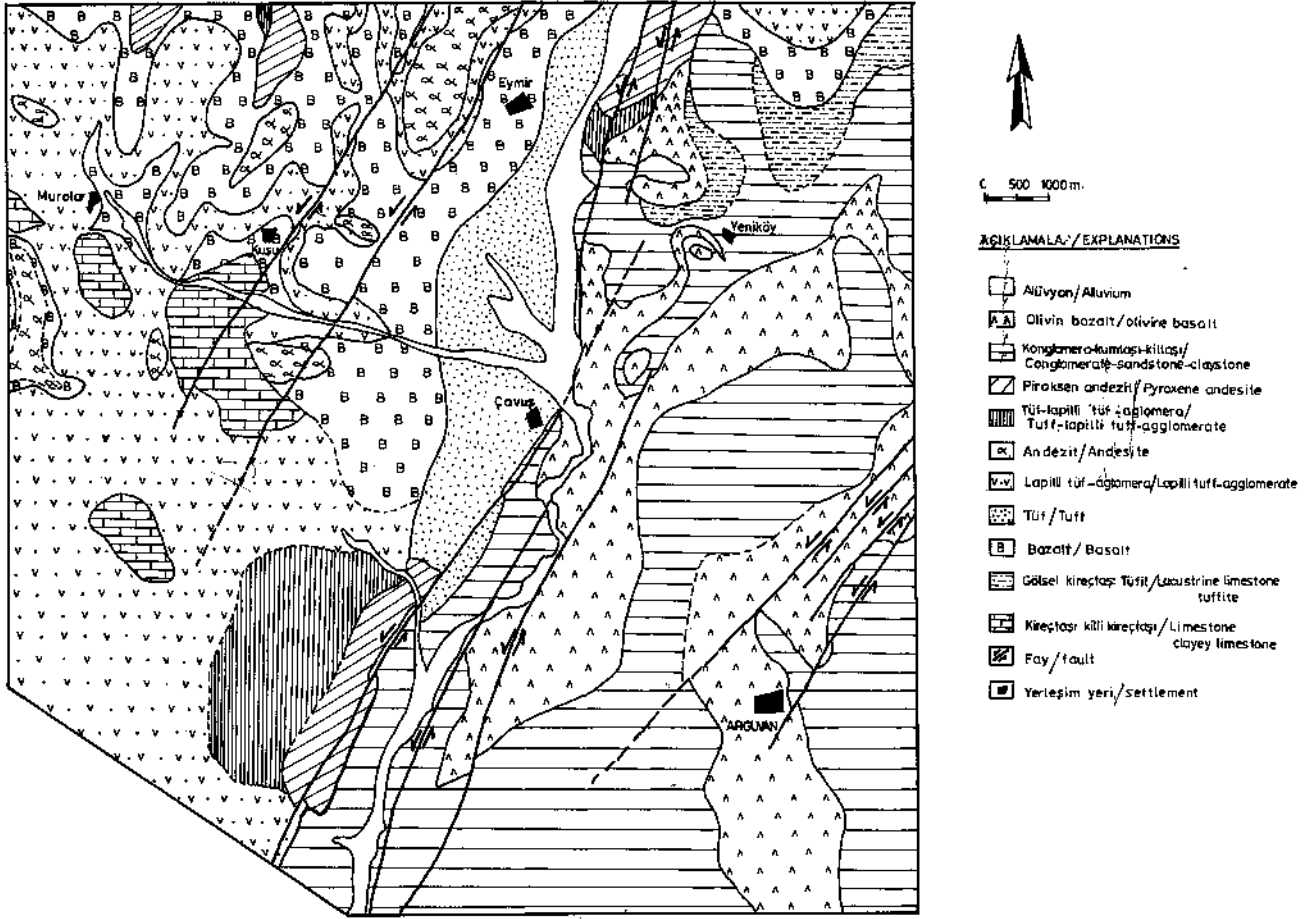 Eymir
Murolar
Kuşu
Yeniköy
Çavuş
ARGUVAN
500 1000 m.
AÇIKLAMALA / EXPLANATIONS
Alüvyon/Alluvium
Olivin bazalt/olivine basalt
Konglomera-kumtaşı-kiltaşı/
Conglomerate-sandstone-claystone
Piroksen andezit/Pyroxene andesite
Tüf-lapilli tüf-aglomera/
Tuff-lapilli tuff-agglomerate
Andezit/Andesite
Lapilli tüf-aglomera/Lapilli tuff-agglomerate
Tüf/Tuff
Bazalt/Basalt
Gölsel kireçtaşı Tüfit/Lacustrine limestone
tuffite
Kireçtaşı killi kireçtaşı/Limestone
clayey limestone
Fay/fault
Yerleşim yeri/settlement